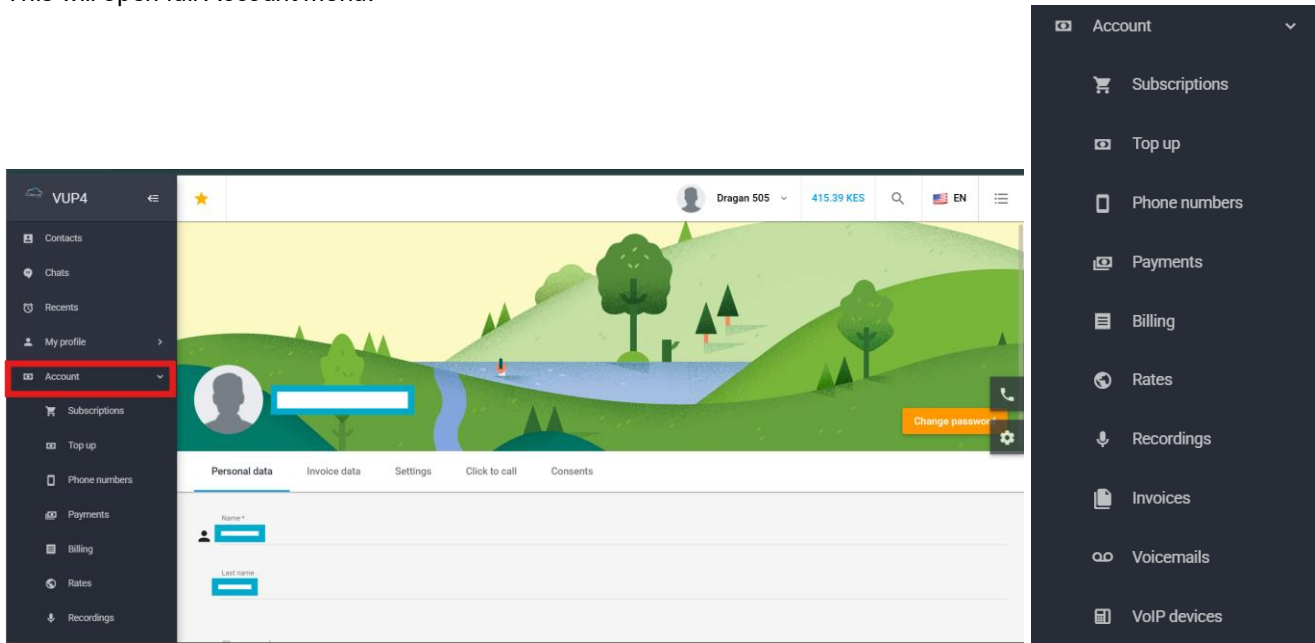 This will open full Account menu.
VUP4
Dragan 505
415.39 KES
EN
Contacts
Chats
Recents
My profile
Account
Subscriptions
Top up
Phone numbers
Payments
Billing
Rates
Recordings
Change password
Personal data
Invoice data
Settings
Click to call
Consents
Name *
Last name
Account
Subscriptions
Top up
Phone numbers
Payments
Billing
Rates
Recordings
Invoices
Voicemails
VoIP devices